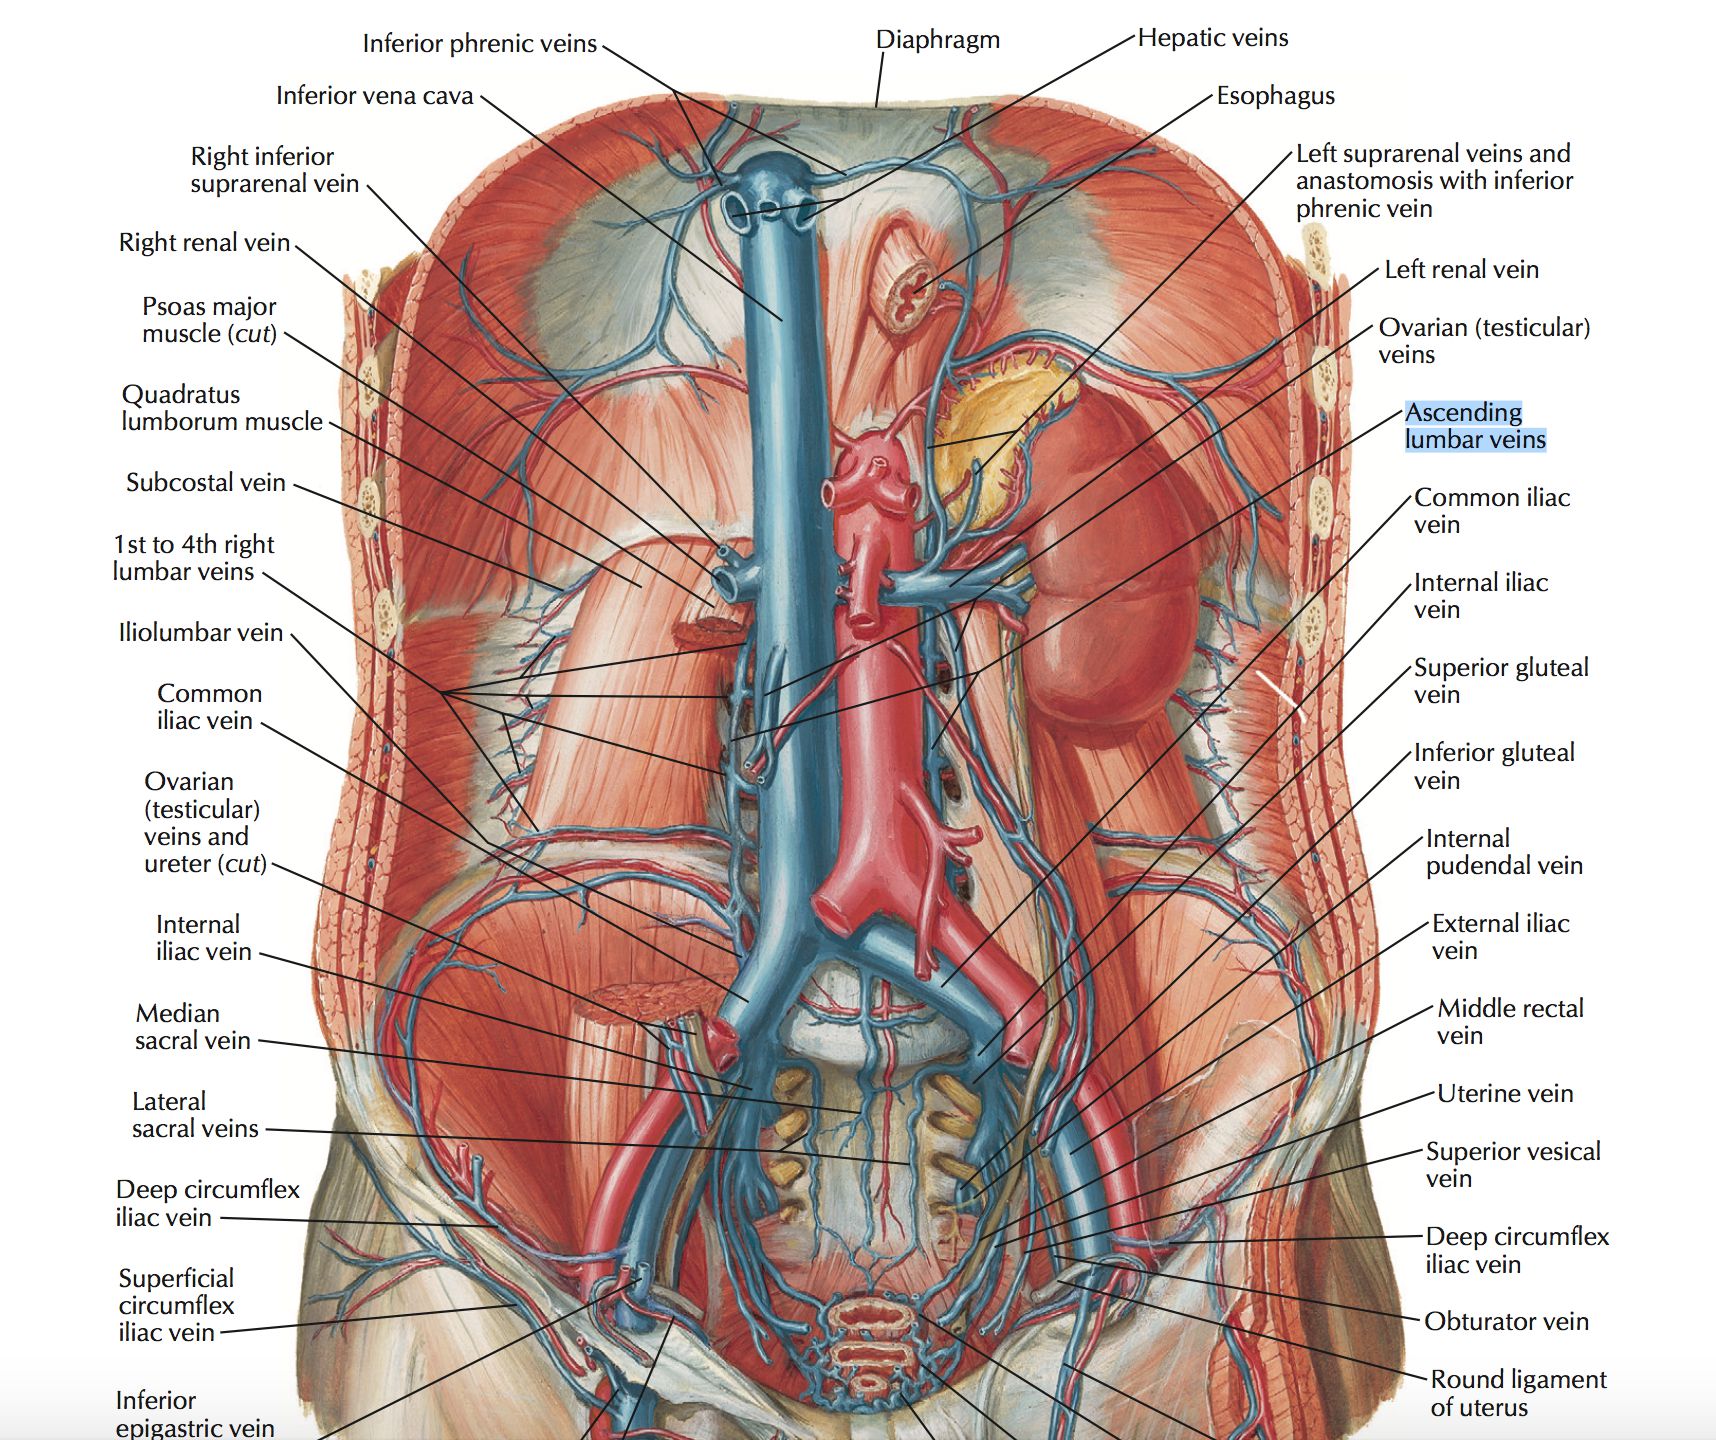 Inferior phrenic veins
Inferior vena cava
Right inferior
suprarenal vein
Right renal vein
Psoas major
muscle (cut)
Quadratus
lumborum muscle
Subcostal vein
1st to 4th right
lumbar veins
Iliolumbar vein
Common
iliac vein
Ovarian
(testicular)
veins and
ureter (cut)
Internal
iliac vein
Median
sacral vein
Lateral
sacral veins
Deep circumflex
iliac vein
Superficial
circumflex
iliac vein
Inferior
epigastric vein
Diaphragm
Hepatic veins
Esophagus
Left suprarenal veins and
anastomosis with inferior
phrenic vein
Left renal vein
Ovarian (testicular)
veins
Ascending
lumbar veins
Common iliac
vein
Internal iliac
vein
Superior gluteal
vein
Inferior gluteal
vein
Internal
pudendal vein
External iliac
vein
Middle rectal
vein
Uterine vein
Superior vesical
vein
Deep circumflex
iliac vein
Obturator vein
Round ligament
of uterus